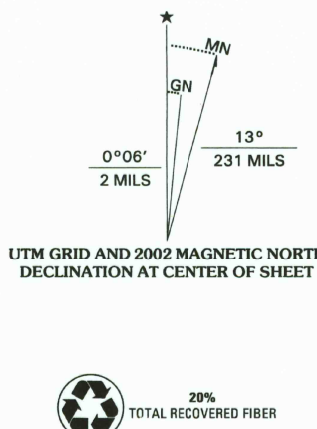 ★
MN
GN
0°06′
2 MILS
13°
231 MILS
UTM GRID AND 2002 MAGNETIC NORTH
DECLINATION AT CENTER OF SHEET
20%
TOTAL RECOVERED FIBER